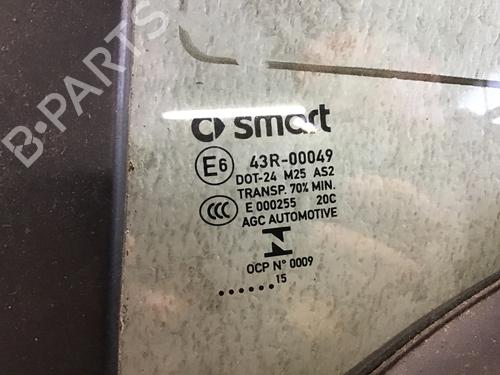 B-PARTS
smart
E6 43R-00049
DOT-24 M25 AS2
TRANSP. 70% MIN.
CCC E 000255 20C
AGC AUTOMOTIVE
OCP N° 0009
...... 15